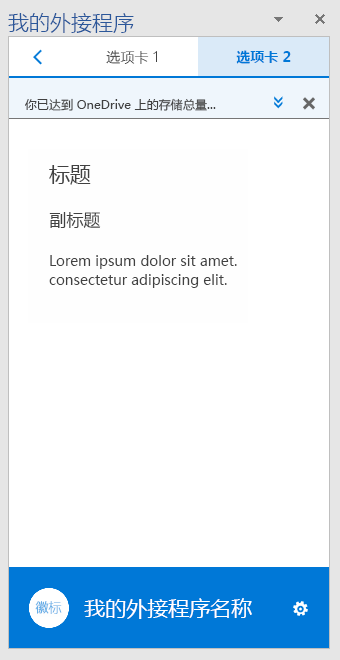 我的外接程序
选项卡 1
选项卡 2
你已达到 OneDrive 上的存储总量...
标题
副标题
Lorem ipsum dolor sit amet.
consectetur adipiscing elit.
徽标
我的外接程序名称